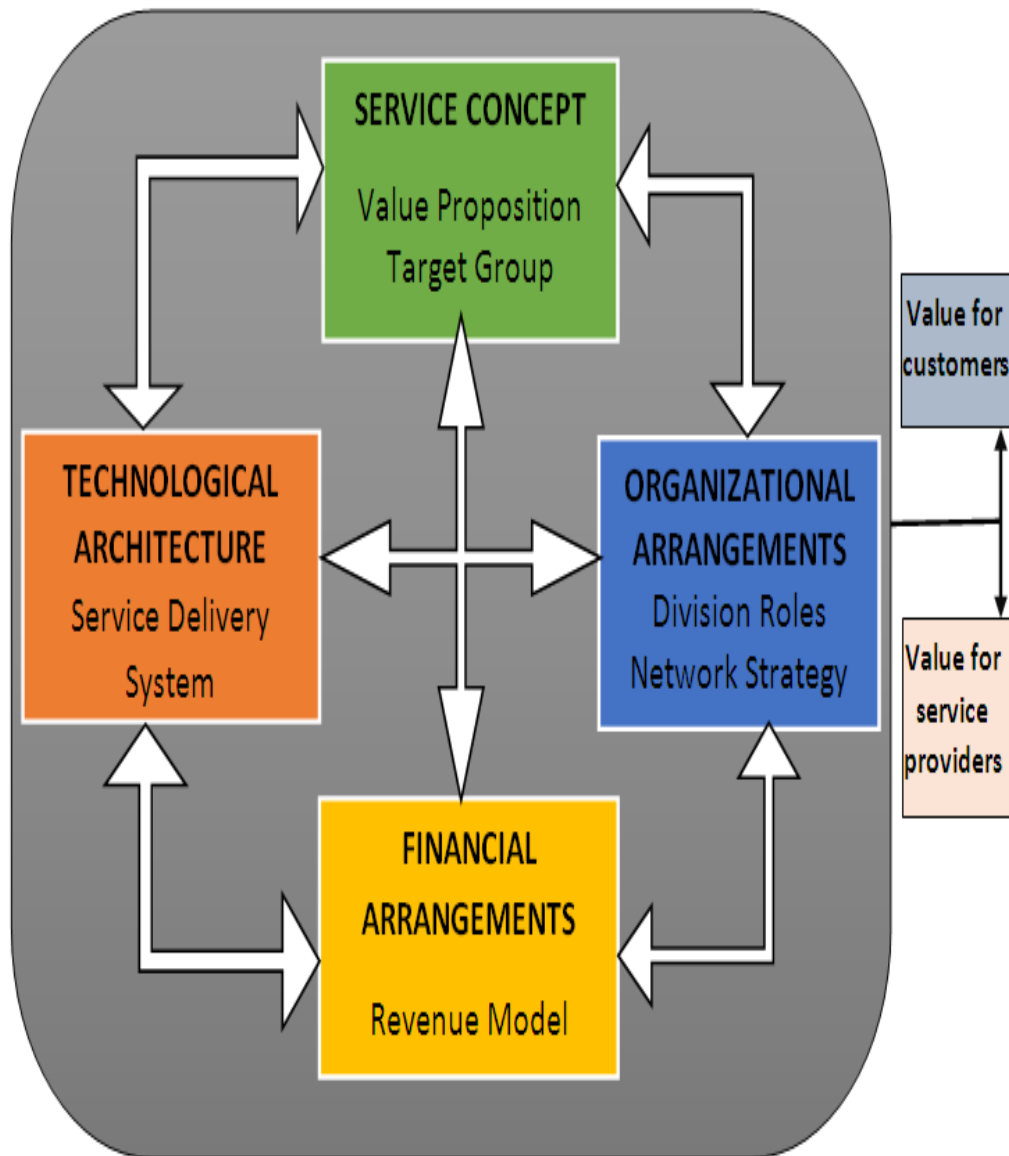 SERVICE CONCEPT
Value Proposition
Target Group
TECHNOLOGICAL
ARCHITECTURE
Service Delivery
System
ORGANIZATIONAL
ARRANGEMENTS
Division Roles
Network Strategy
FINANCIAL
ARRANGEMENTS
Revenue Model
Value for
customers
Value for
service
providers